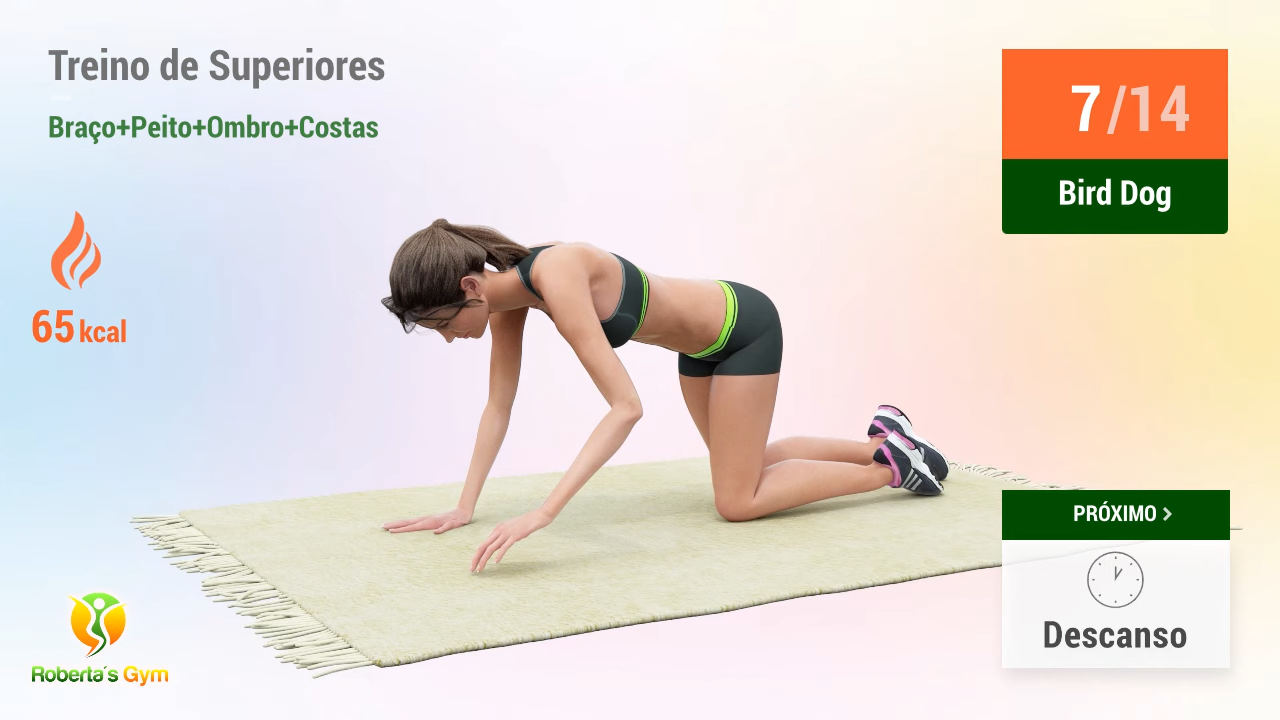 Treino de Superiores
Braço+Peito+Ombro+Costas
7/14
Bird Dog
65 kcal
PRÓXIMO >
Descanso
Roberta´s Gym